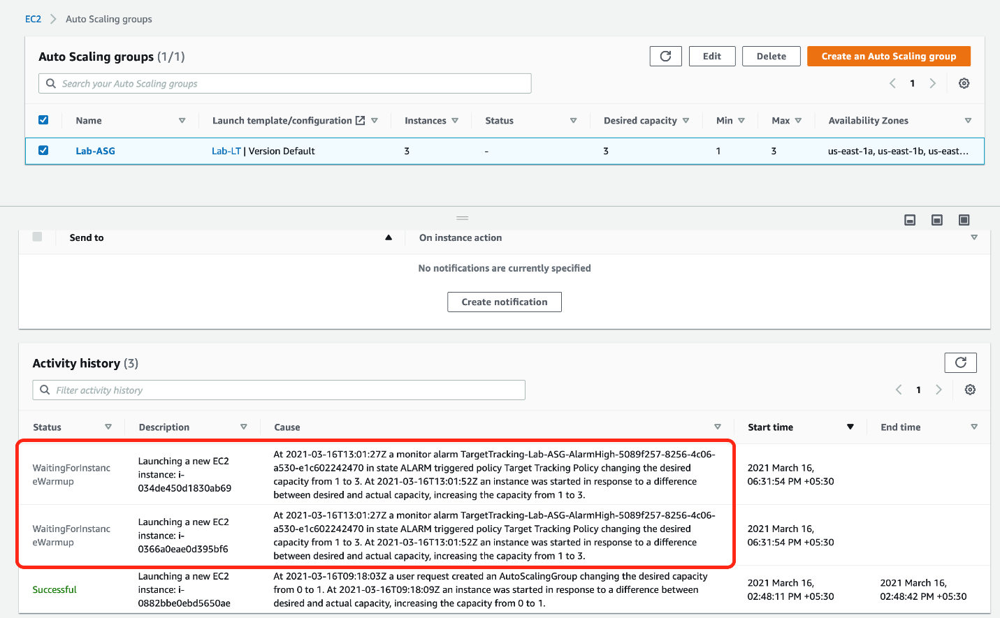 EC2 > Auto Scaling groups
Auto Scaling groups (1/1)
Edit
Delete
Create an Auto Scaling group
Search your Auto Scaling groups
1
Name Launch template/configuration Instances Status Desired capacity Min Max Availability Zones
Lab-ASG Lab-LT | Version Default 3 - 3 1 3 us-east-1a, us-east-1b, us-east...
Send to On instance action
No notifications are currently specified
Create notification
Activity history (3)
Filter activity history
1
Status Description Cause Start time End time
WaitingForInstanc
eWarmup
Launching a new EC2
instance: i-
034de450d1830ab69
At 2021-03-16T13:01:27Z a monitor alarm TargetTracking-Lab-ASG-AlarmHigh-5089f257-8256-4c06-
a530-e1c602242470 in state ALARM triggered policy Target Tracking Policy changing the desired
capacity from 1 to 3. At 2021-03-16T13:01:52Z an instance was started in response to a difference
between desired and actual capacity, increasing the capacity from 1 to 3.
2021 March 16,
06:31:54 PM +05:30
WaitingForInstanc
eWarmup
Launching a new EC2
instance: i-
0366a0eae0d395bf6
At 2021-03-16T13:01:27Z a monitor alarm TargetTracking-Lab-ASG-AlarmHigh-5089f257-8256-4c06-
a530-e1c602242470 in state ALARM triggered policy Target Tracking Policy changing the desired
capacity from 1 to 3. At 2021-03-16T13:01:52Z an instance was started in response to a difference
between desired and actual capacity, increasing the capacity from 1 to 3.
2021 March 16,
06:31:54 PM +05:30
Successful
Launching a new EC2
instance: i-
0882bbe0ebd5650ae
At 2021-03-16T09:18:03Z a user request created an AutoScalingGroup changing the desired capacity
from 0 to 1. At 2021-03-16T09:18:09Z an instance was started in response to a difference between
desired and actual capacity, increasing the capacity from 0 to 1.
2021 March 16,
02:48:11 PM +05:30
2021 March 16,
02:48:42 PM +05:30